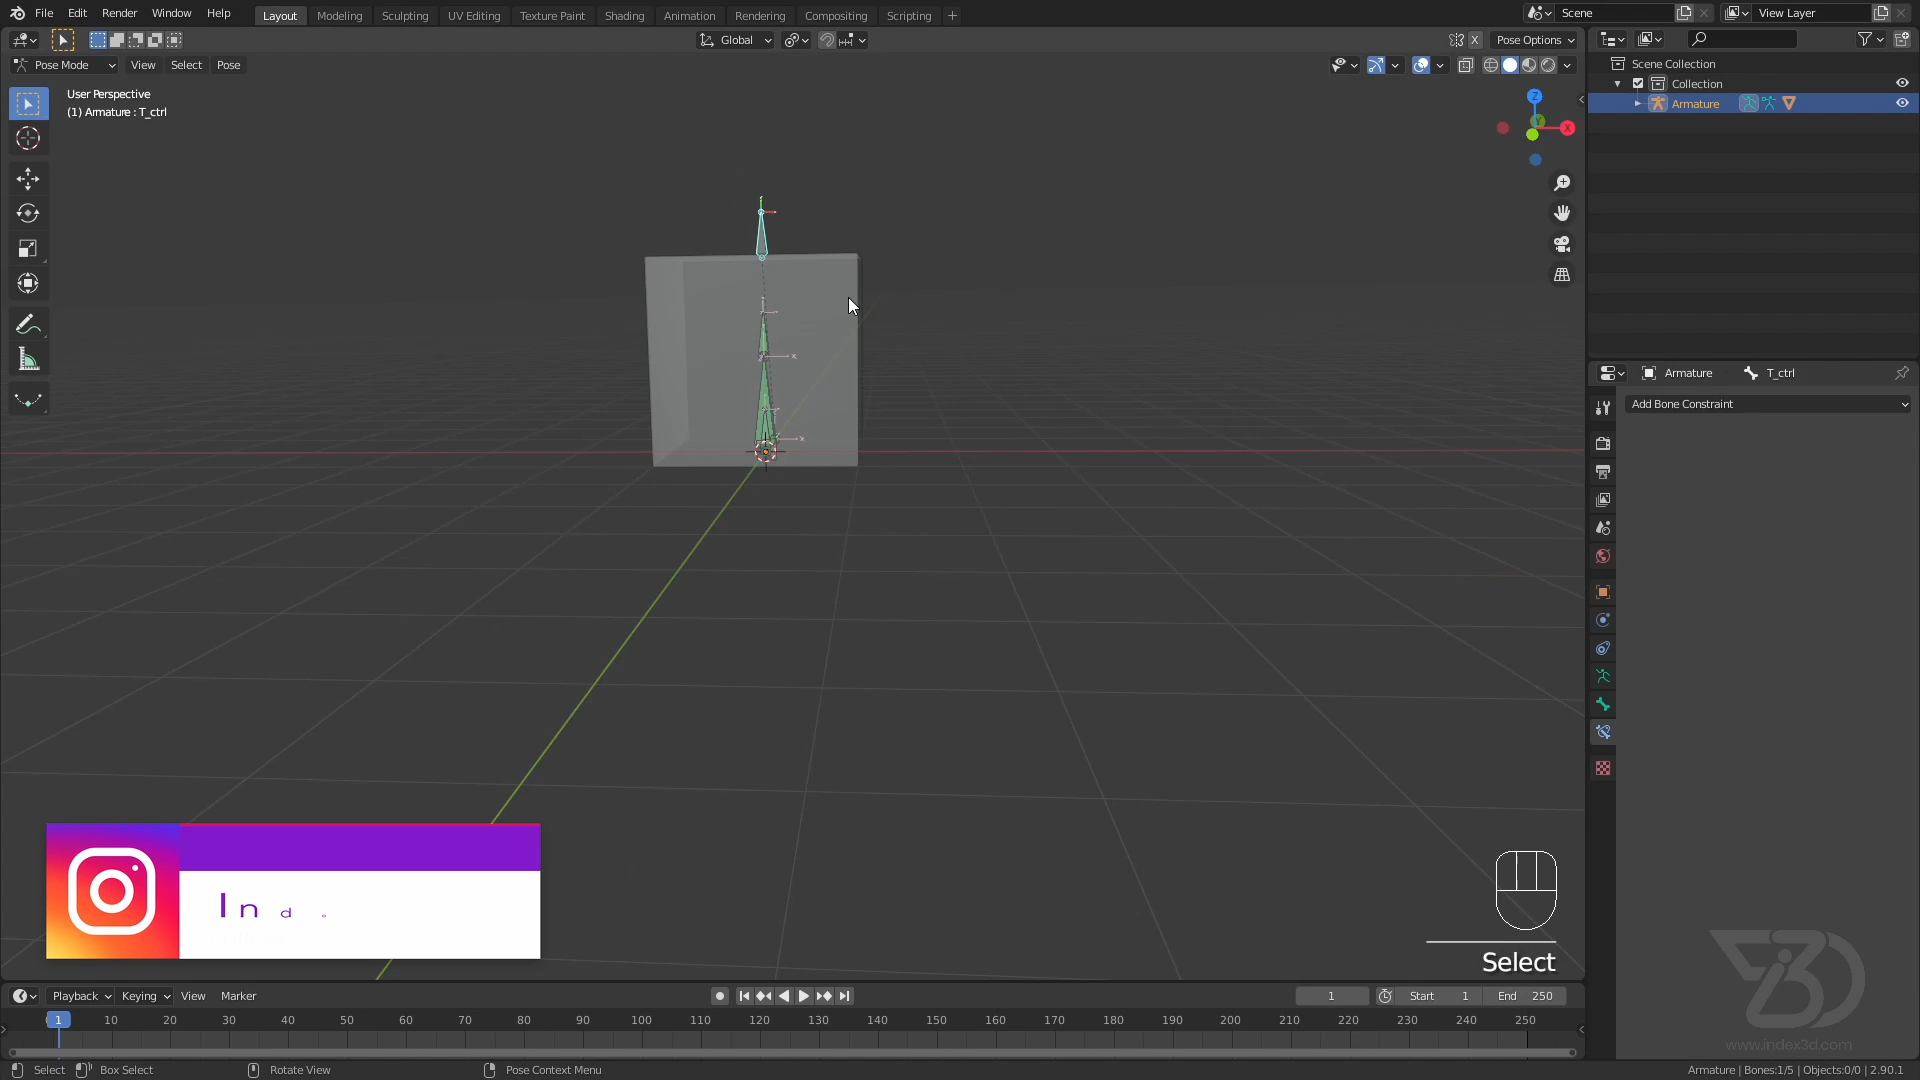 File Edit Render Window Help
Layout Modeling Sculpting UV Editing Texture Paint Shading Animation Rendering Compositing Scripting +
Scene
View Layer
Global
X
Pose Options
Pose Mode View Select Pose
User Perspective
(1) Armature : T_ctrl
Z
Y
X
Scene Collection
Collection
Armature
Armature T_ctrl
Add Bone Constraint
x
x
In d
Select
Playback Keying View Marker
1
Start 1
End 250
1 10 20 30 40 50 60 70 80 90 100 110 120 130 140 150 160 170 180 190 200 210 220 230 240 250
www.index3d.com
Select Box Select Rotate View Pose Context Menu
Armature | Bones:1/5 | Objects:0/0 | 2.90.1